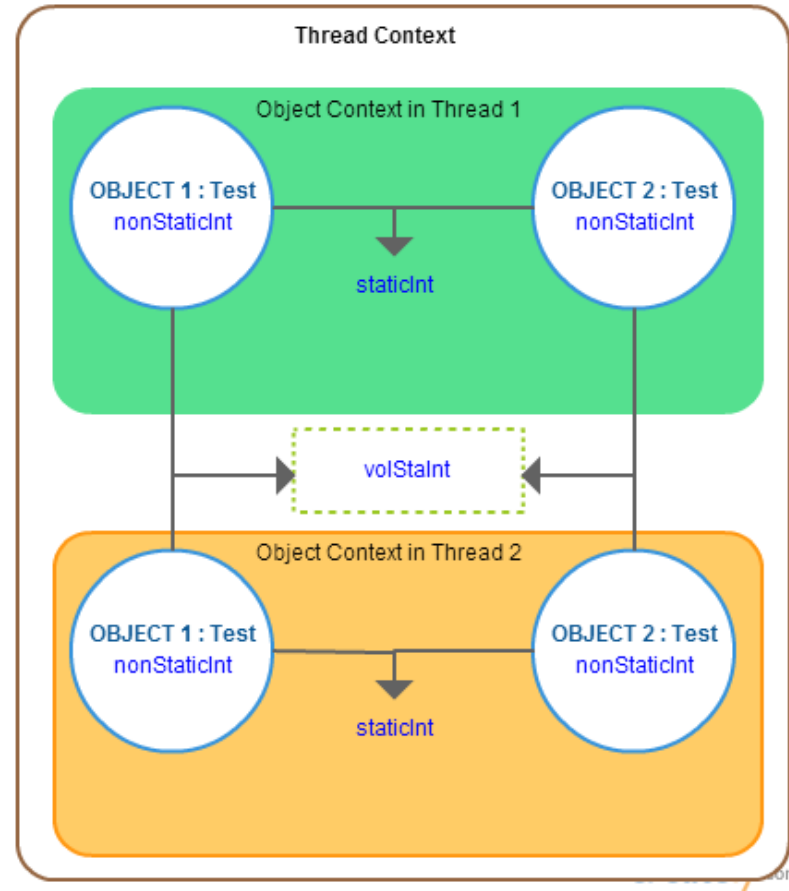 Thread Context
Object Context in Thread 1
OBJECT 1 : Test
nonStaticInt
OBJECT 2 : Test
nonStaticInt
staticInt
volStaInt
Object Context in Thread 2
OBJECT 1 : Test
nonStaticInt
OBJECT 2 : Test
nonStaticInt
staticInt